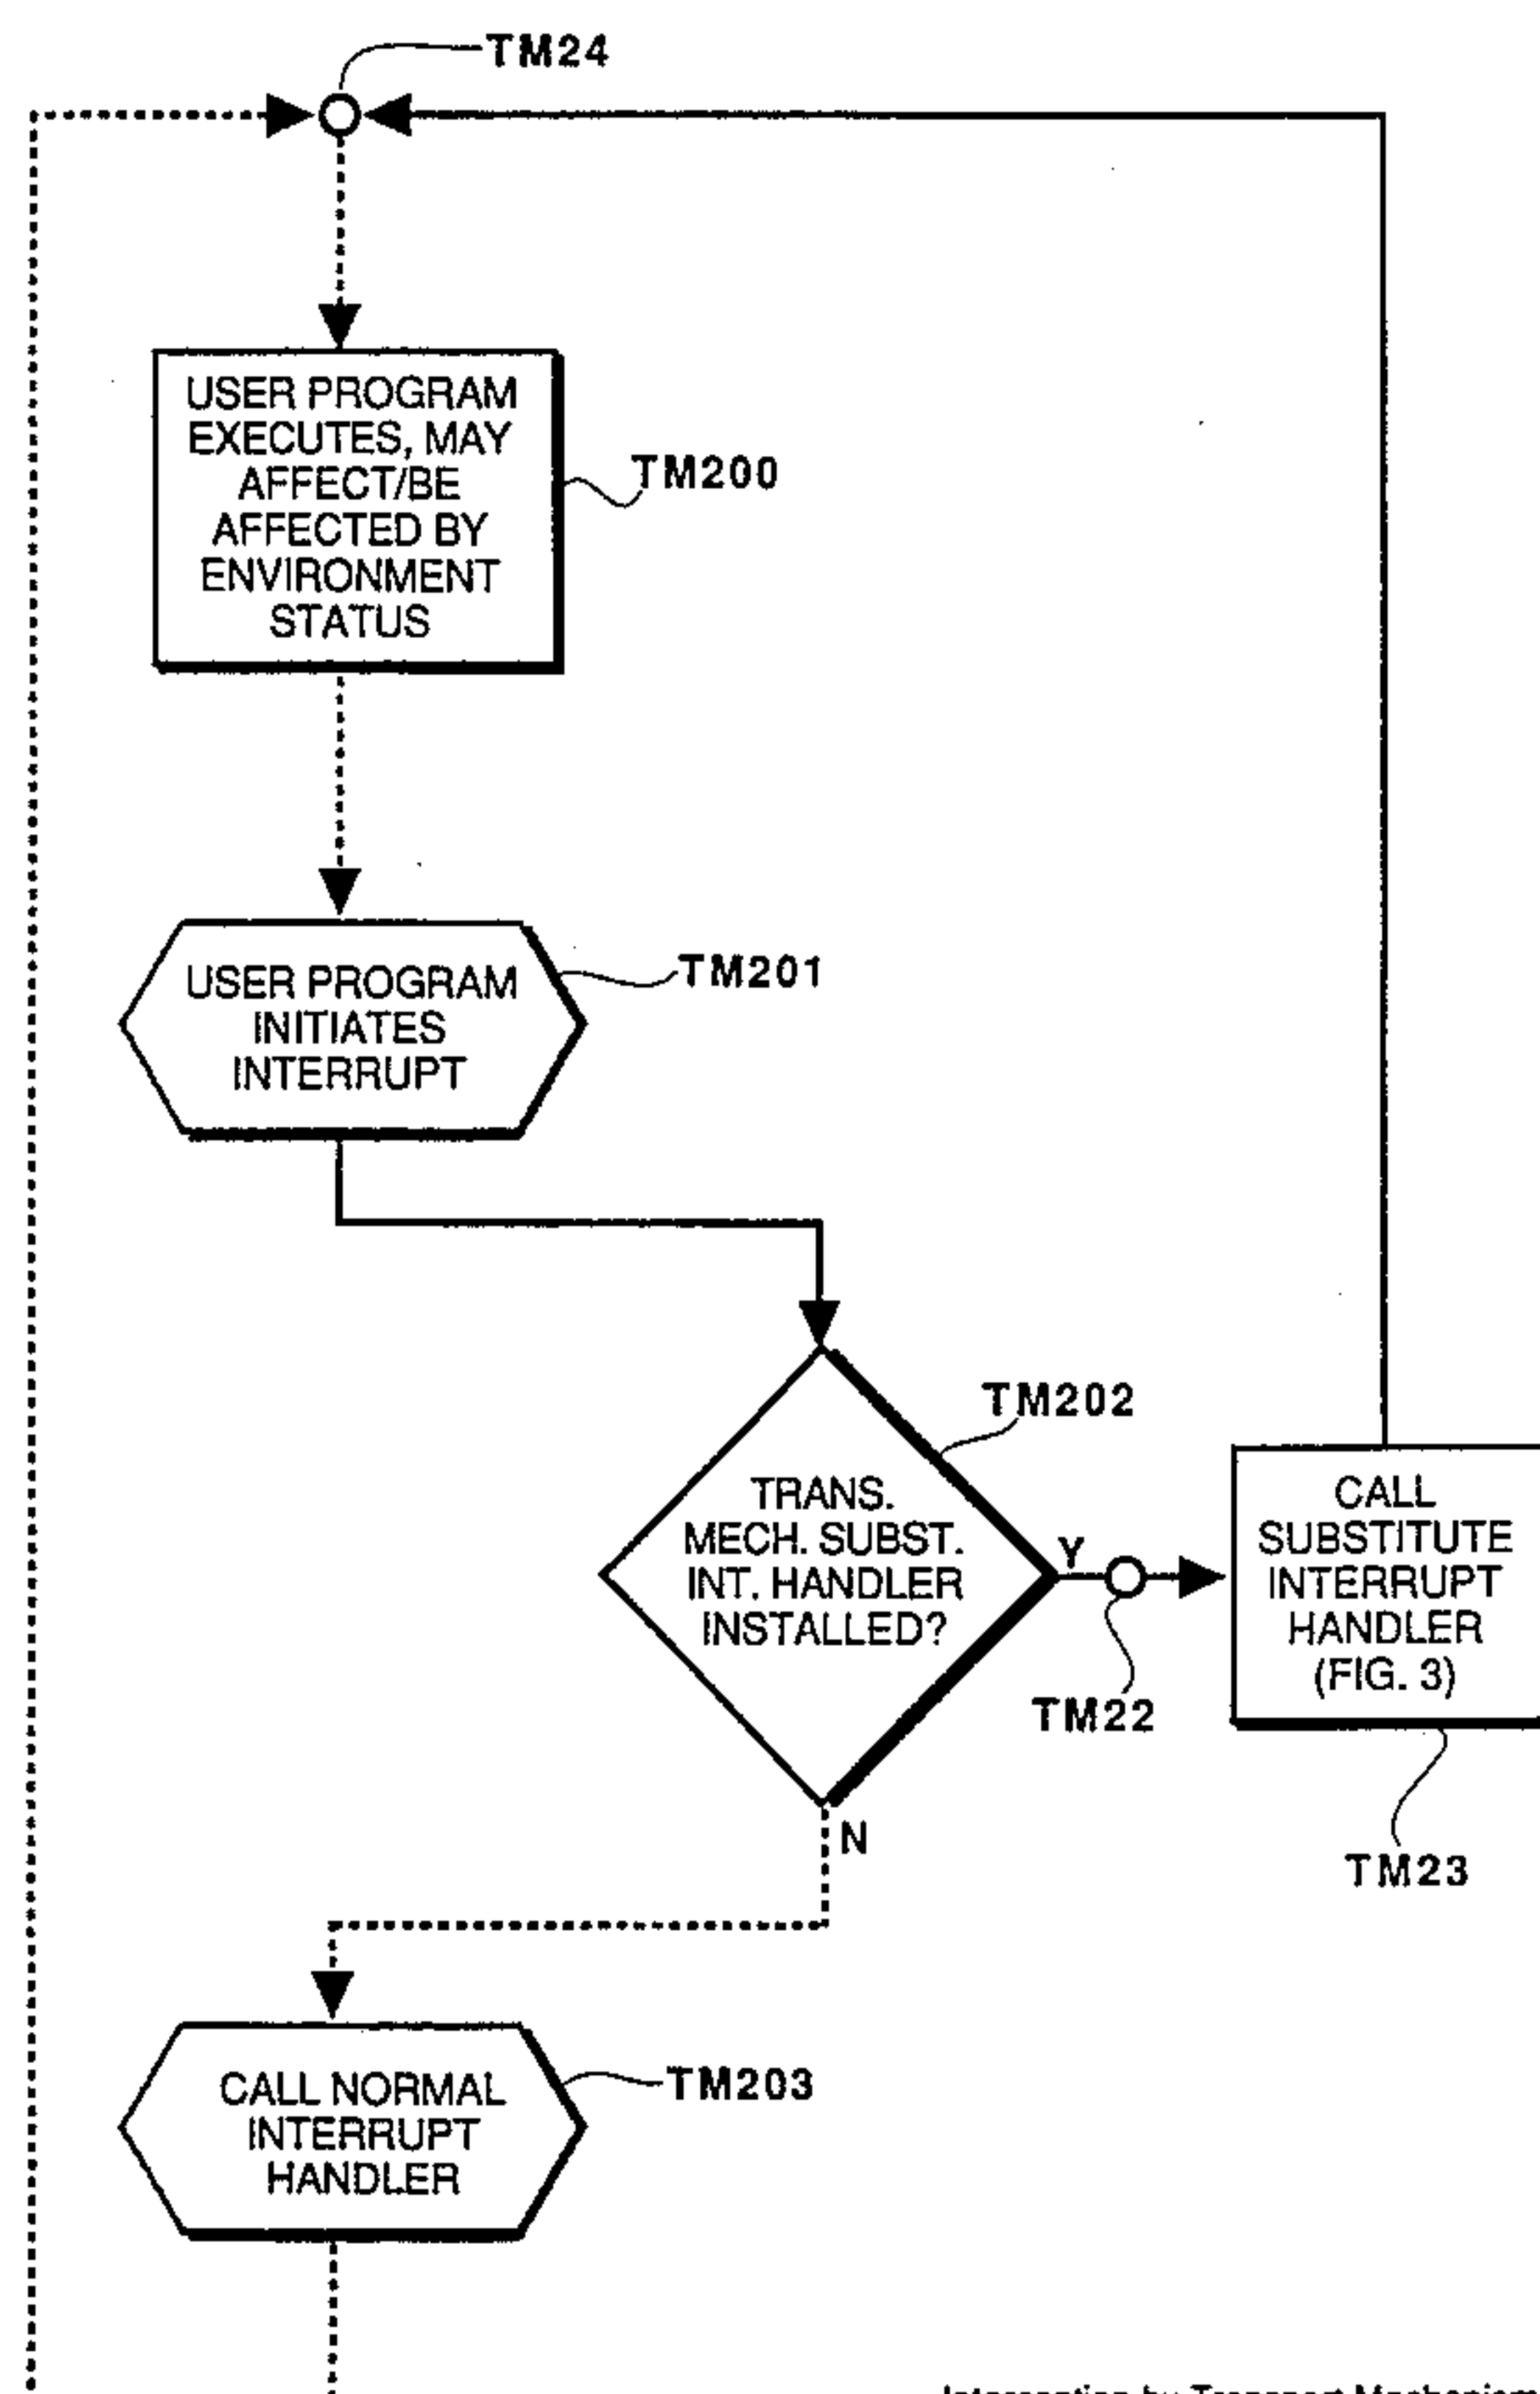 TM24
USER PROGRAM
EXECUTES, MAY
AFFECT/BE
AFFECTED BY
ENVIRONMENT
STATUS
TM200
USER PROGRAM
INITIATES
INTERRUPT
TM201
TM202
TRANS.
MECH. SUBST.
INT. HANDLER
INSTALLED?
Y
TM22
N
CALL
SUBSTITUTE
INTERRUPT
HANDLER
(FIG. 3)
TM23
CALL NORMAL
INTERRUPT
HANDLER
TM203